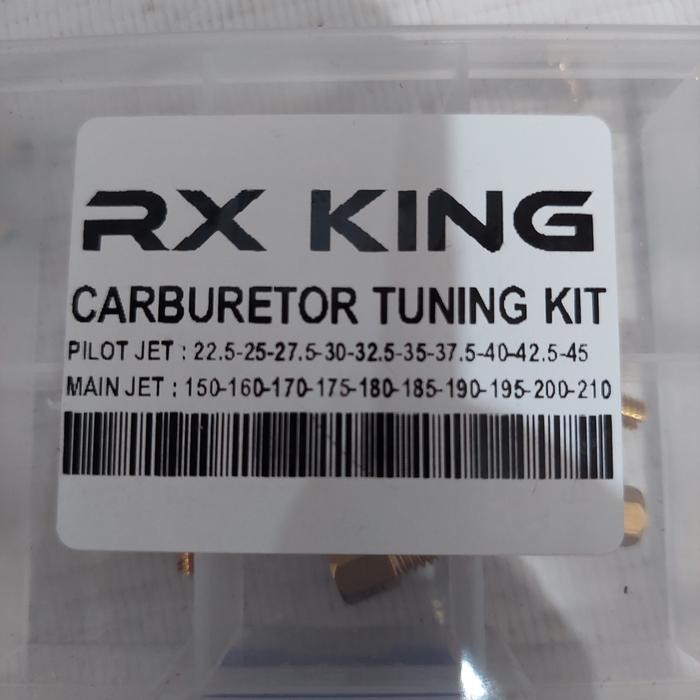 RX KING
CARBURETOR TUNING KIT
PILOT JET : 22.5-25-27.5-30-32.5-35-37.5-40-42.5-45
MAIN JET : 150-160-170-175-180-185-190-195-200-210